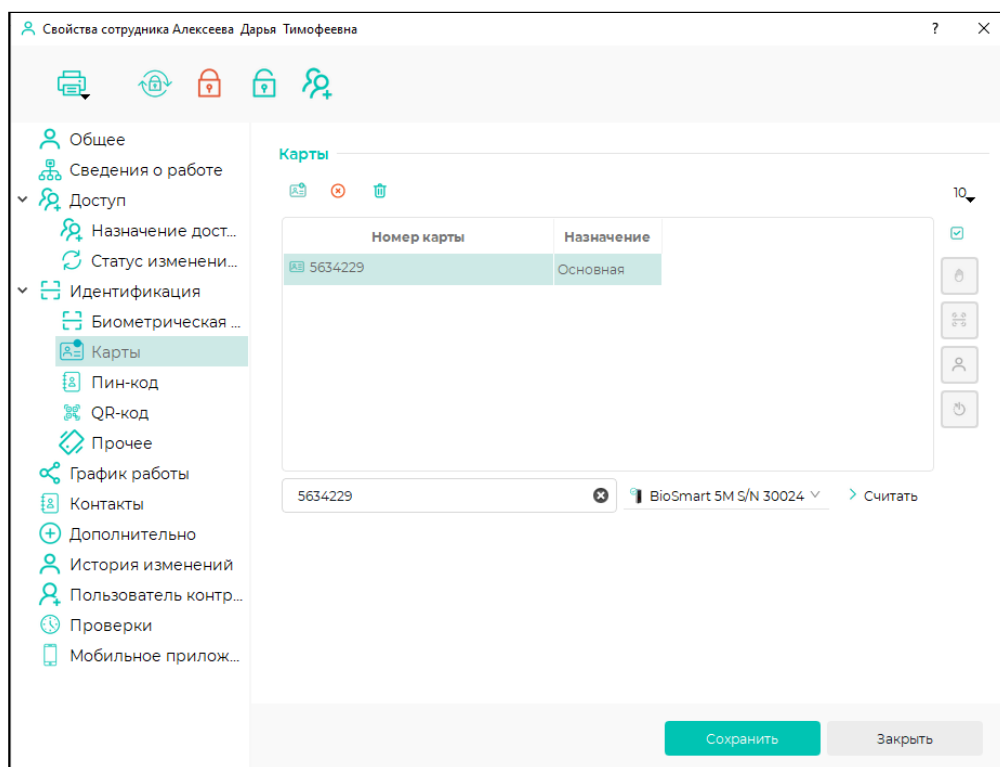 Свойства сотрудника Алексеева Дарья Тимофеевна
?
Общее
Сведения о работе
Доступ
Назначение дост...
Статус изменени...
Идентификация
Биометрическая ...
Карты
Пин-код
QR-код
Прочее
График работы
Контакты
Дополнительно
История изменений
Пользователь контр...
Проверки
Мобильное прилож...
Карты
10
Номер карты Назначение
5634229 Основная
5634229 BioSmart 5M S/N 30024 Считать
Сохранить Закрыть